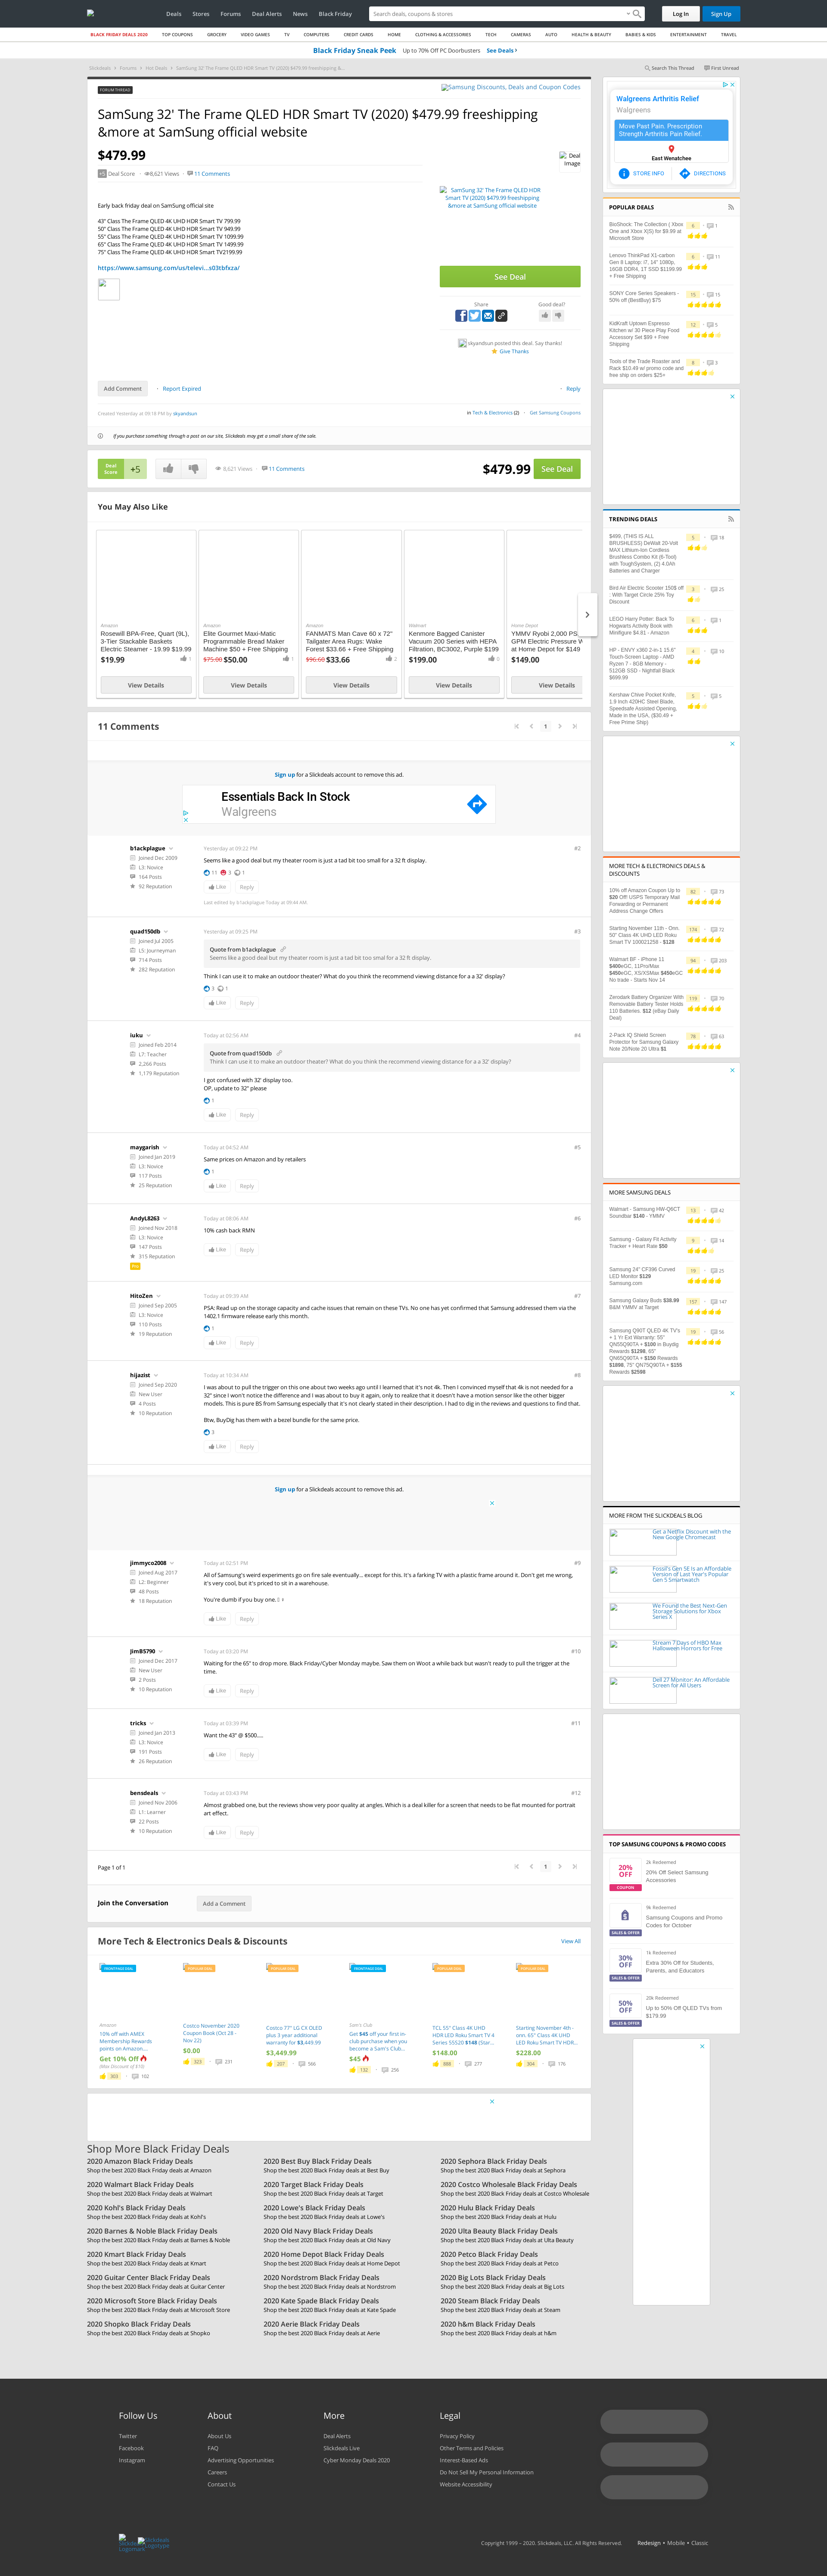 Deals
Stores
Forums
Deal Alerts
News
Black Friday
Search deals, coupons & stores
Log In
Sign Up
BLACK FRIDAY DEALS 2020
TOP COUPONS
GROCERY
VIDEO GAMES
TV
COMPUTERS
CREDIT CARDS
HOME
CLOTHING & ACCESSORIES
TECH
CAMERAS
AUTO
HEALTH & BEAUTY
BABIES & KIDS
ENTERTAINMENT
TRAVEL
Black Friday Sneak Peek Up to 70% Off PC Doorbusters See Deals ›
Slickdeals > Forums > Hot Deals > SamSung 32' The Frame QLED HDR Smart TV (2020) $479.99 freeshipping &...
Search This Thread
First Unread
FORUM THREAD
Samsung Discounts, Deals and Coupon Codes
SamSung 32' The Frame QLED HDR Smart TV (2020) $479.99 freeshipping
&more at SamSung official website
$479.99
Deal Image
+5 Deal Score · 8,621 Views · 11 Comments
SamSung 32' The Frame QLED HDR
Smart TV (2020) $479.99 freeshipping
&more at SamSung official website
Early back friday deal on SamSung official site
43" Class The Frame QLED 4K UHD HDR Smart TV 799.99
50" Class The Frame QLED 4K UHD HDR Smart TV 949.99
55" Class The Frame QLED 4K UHD HDR Smart TV 1099.99
65" Class The Frame QLED 4K UHD HDR Smart TV 1499.99
75" Class The Frame QLED 4K UHD HDR Smart TV2199.99
https://www.samsung.com/us/televi...s03tbfxza/
See Deal
Share
Good deal?
skyandsun posted this deal. Say thanks!
Give Thanks
Add Comment · Report Expired
· Reply
Created Yesterday at 09:18 PM by skyandsun
in Tech & Electronics (2) · Get Samsung Coupons
If you purchase something through a post on our site, Slickdeals may get a small share of the sale.
Deal Score +5
8,621 Views · 11 Comments
$479.99
See Deal
You May Also Like
Amazon
Rosewill BPA-Free, Quart (9L), 3-Tier Stackable Baskets Electric Steamer - 19.99 $19.99
$19.99
1
View Details
Amazon
Elite Gourmet Maxi-Matic Programmable Bread Maker Machine $50 + Free Shipping
$75.00 $50.00
1
View Details
Amazon
FANMATS Man Cave 60 x 72" Tailgater Area Rugs: Wake Forest $33.66 + Free Shipping
$96.60 $33.66
2
View Details
Walmart
Kenmore Bagged Canister Vacuum 200 Series with HEPA Filtration, BC3002, Purple $199
$199.00
5
View Details
Home Depot
YMMV Ryobi 2,000 PS
GPM Electric Pressure W
at Home Depot for $149
$149.00
View Details
11 Comments
1
Sign up for a Slickdeals account to remove this ad.
Essentials Back In Stock
Walgreens
b1ackplague
Joined Dec 2009
L3: Novice
164 Posts
92 Reputation
Yesterday at 09:22 PM
#2
Seems like a good deal but my theater room is just a tad bit too small for a 32 ft display.
11 3 1
Like
Reply
Last edited by b1ackplague Today at 09:44 AM.
quad150db
Joined Jul 2005
L5: Journeyman
714 Posts
282 Reputation
Yesterday at 09:25 PM
#3
Quote from b1ackplague
Seems like a good deal but my theater room is just a tad bit too small for a 32 ft display.
Think I can use it to make an outdoor theater? What do you think the recommend viewing distance for a a 32' display?
3 1
Like
Reply
iuku
Joined Feb 2014
L7: Teacher
2,266 Posts
1,179 Reputation
Today at 02:56 AM
#4
Quote from quad150db
Think I can use it to make an outdoor theater? What do you think the recommend viewing distance for a a 32' display?
I got confused with 32' display too.
OP, update to 32" please
1
Like
Reply
maygarish
Joined Jan 2019
L3: Novice
117 Posts
25 Reputation
Today at 04:52 AM
#5
Same prices on Amazon and by retailers
1
Like
Reply
AndyL8263
Joined Nov 2018
L3: Novice
147 Posts
315 Reputation
Pro
Today at 08:06 AM
#6
10% cash back RMN
Like
Reply
HitoZen
Joined Sep 2005
L3: Novice
110 Posts
19 Reputation
Today at 09:39 AM
#7
PSA: Read up on the storage capacity and cache issues that remain on these TVs. No one has yet confirmed that Samsung addressed them via the
1402.1 firmware release early this month.
1
Like
Reply
hijazist
Joined Sep 2020
New User
4 Posts
10 Reputation
Today at 10:34 AM
#8
I was about to pull the trigger on this one about two weeks ago until I learned that it's not 4k. Then I convinced myself that 4k is not needed for a
32" since I won't notice the difference and I was about to buy it again, only to realize that it doesn't have a motion sensor like the other bigger
models. This is pure BS from Samsung especially that it's not clearly stated in their description. I had to dig in the reviews and questions to find that.
Btw, BuyDig has them with a bezel bundle for the same price.
3
Like
Reply
Sign up for a Slickdeals account to remove this ad.
jimmyco2008
Joined Aug 2017
L2: Beginner
48 Posts
18 Reputation
Today at 02:51 PM
#9
All of Samsung's weird experiments go on fire sale eventually... except for this. It's a farking TV with a plastic frame around it. Don't get me wrong,
it's very cool, but it's priced to sit in a warehouse.
You're dumb if you buy one.
Like
Reply
JimB5790
Joined Dec 2017
New User
2 Posts
10 Reputation
Today at 03:20 PM
#10
Waiting for the 65" to drop more. Black Friday/Cyber Monday maybe. Saw them on Woot a while back but wasn't ready to pull the trigger at the
time.
Like
Reply
tricks
Joined Jan 2013
L3: Novice
191 Posts
26 Reputation
Today at 03:39 PM
#11
Want the 43" @ $500.....
Like
Reply
bensdeals
Joined Nov 2006
L1: Learner
22 Posts
10 Reputation
Today at 03:43 PM
#12
Almost grabbed one, but the reviews show very poor quality at angles. Which is a deal killer for a screen that needs to be flat mounted for portrait
art effect.
Like
Reply
Page 1 of 1
1
Join the Conversation
Add a Comment
More Tech & Electronics Deals & Discounts
View All
FRONTPAGE DEAL
Amazon
10% off with AMEX Membership Rewards points on Amazon,...
Get 10% Off
(Max Discount of $10)
303 · 102
POPULAR DEAL
Costco November 2020 Coupon Book (Oct 28 - Nov 22)
$0.00
323 · 231
POPULAR DEAL
Costco 77" LG CX OLED plus 3 year additional warranty for $3,449.99
$3,449.99
207 · 566
FRONTPAGE DEAL
Sam's Club
Get $45 off your first in-club purchase when you become a Sam's Club...
$45
132 · 256
POPULAR DEAL
TCL 55" Class 4K UHD HDR LED Roku Smart TV 4 Series 55S20 $148 (Star...
$148.00
888 · 277
POPULAR DEAL
Starting November 4th - onn. 65" Class 4K UHD LED Roku Smart TV HDR...
$228.00
304 · 176
Shop More Black Friday Deals
2020 Amazon Black Friday Deals
Shop the best 2020 Black Friday deals at Amazon
2020 Best Buy Black Friday Deals
Shop the best 2020 Black Friday deals at Best Buy
2020 Sephora Black Friday Deals
Shop the best 2020 Black Friday deals at Sephora
2020 Walmart Black Friday Deals
Shop the best 2020 Black Friday deals at Walmart
2020 Target Black Friday Deals
Shop the best 2020 Black Friday deals at Target
2020 Costco Wholesale Black Friday Deals
Shop the best 2020 Black Friday deals at Costco Wholesale
2020 Kohl's Black Friday Deals
Shop the best 2020 Black Friday deals at Kohl's
2020 Lowe's Black Friday Deals
Shop the best 2020 Black Friday deals at Lowe's
2020 Hulu Black Friday Deals
Shop the best 2020 Black Friday deals at Hulu
2020 Barnes & Noble Black Friday Deals
Shop the best 2020 Black Friday deals at Barnes & Noble
2020 Old Navy Black Friday Deals
Shop the best 2020 Black Friday deals at Old Navy
2020 Ulta Beauty Black Friday Deals
Shop the best 2020 Black Friday deals at Ulta Beauty
2020 Kmart Black Friday Deals
Shop the best 2020 Black Friday deals at Kmart
2020 Home Depot Black Friday Deals
Shop the best 2020 Black Friday deals at Home Depot
2020 Petco Black Friday Deals
Shop the best 2020 Black Friday deals at Petco
2020 Guitar Center Black Friday Deals
Shop the best 2020 Black Friday deals at Guitar Center
2020 Nordstrom Black Friday Deals
Shop the best 2020 Black Friday deals at Nordstrom
2020 Big Lots Black Friday Deals
Shop the best 2020 Black Friday deals at Big Lots
2020 Microsoft Store Black Friday Deals
Shop the best 2020 Black Friday deals at Microsoft Store
2020 Kate Spade Black Friday Deals
Shop the best 2020 Black Friday deals at Kate Spade
2020 Steam Black Friday Deals
Shop the best 2020 Black Friday deals at Steam
2020 Shopko Black Friday Deals
Shop the best 2020 Black Friday deals at Shopko
2020 Aerie Black Friday Deals
Shop the best 2020 Black Friday deals at Aerie
2020 h&m Black Friday Deals
Shop the best 2020 Black Friday deals at h&m
Walgreens Arthritis Relief
Walgreens
Move Past Pain. Prescription
Strength Arthritis Pain Relief
East Wenatchee
STORE INFO
DIRECTIONS
POPULAR DEALS
BioShock: The Collection ( Xbox One and Xbox X|S) for $9.99 at Microsoft Store
6 · 1
Lenovo ThinkPad X1-carbon Gen 8 Laptop: i7, 14" 1080p, 16GB DDR4, 1T SSD $1199.99 + Free Shipping
6 · 11
SONY Core Series Speakers - 50% off (BestBuy) $75
15 · 15
KidKraft Uptown Espresso Kitchen w/ 30 Piece Play Food Accessory Set $99 + Free Shipping
12 · 5
Tools of the Trade Roaster and Rack $10.49 w/ promo code and free ship on orders $25+
8 · 3
TRENDING DEALS
$499, (THIS IS ALL BRUSHLESS) DeWalt 20-Volt MAX Lithium-Ion Cordless Brushless Combo Kit (6-Tool) with ToughSystem, (2) 4.0Ah Batteries and Charger
5 · 18
Bird Air Electric Scooter 150$ off : With Target Circle 25% Toy Discount
3 · 25
LEGO Harry Potter: Back To Hogwarts Activity Book with Minifigure $4.81 - Amazon
6 · 1
HP - ENVY x360 2-in-1 15.6" Touch-Screen Laptop - AMD Ryzen 7 - 8GB Memory - 512GB SSD - Nightfall Black $699.99
4 · 10
Kershaw Chive Pocket Knife, 1.9 Inch 420HC Steel Blade, Speedsafe Assisted Opening, Made in the USA, ($30.49 + Free Prime Ship)
5 · 5
MORE TECH & ELECTRONICS DEALS & DISCOUNTS
10% off Amazon Coupon Up to $20 Off! USPS Temporary Mail Forwarding or Permanent Address Change Offers
82 · 73
Starting November 11th - Onn. 50" Class 4K UHD LED Roku Smart TV 100021258 - $128
174 · 72
Walmart BF - iPhone 11 $400eGC, 11Pro/Max $450eGC, XS/XSMax $450eGC No trade - Starts Nov 14
94 · 203
Zerodark Battery Organizer With Removable Battery Tester Holds 110 Batteries. $12 (eBay Daily Deal)
119 · 70
2-Pack IQ Shield Screen Protector for Samsung Galaxy Note 20/Note 20 Ultra $1
76 · 63
MORE SAMSUNG DEALS
Walmart - Samsung HW-Q6CT Soundbar $140 - YMMV
13 · 42
Samsung - Galaxy Fit Activity Tracker + Heart Rate $50
9 · 14
Samsung 24" CF396 Curved LED Monitor $129 Samsung.com
19 · 25
Samsung Galaxy Buds $38.99 B&M YMMV at Target
157 · 147
Samsung Q90T QLED 4K TV's + 1 Yr Ext Warranty: 55" QN55Q90TA + $100 in Buydig Rewards $1298, 65" QN65Q90TA + $150 Rewards $1898, 75" QN75Q90TA + $155 Rewards $2598
19 · 56
MORE FROM THE SLICKDEALS BLOG
Get a Netflix Discount with the New Google Chromecast
Fossil's Gen 5E Is an Affordable Version of Last Year's Popular Gen 5 Smartwatch
We Found the Best Next-Gen Storage Solutions for Xbox Series X
Stream 7 Days of HBO Max Halloween Horrors for Free
Dell 27 Monitor: An Affordable Screen for All Users
TOP SAMSUNG COUPONS & PROMO CODES
20% OFF
COUPON
2k Redeemed
20% Off Select Samsung Accessories
SALES & OFFER
9k Redeemed
Samsung Coupons and Promo Codes for October
30% OFF
SALES & OFFER
1k Redeemed
Extra 30% Off for Students, Parents, and Educators
50% OFF
SALES & OFFER
20k Redeemed
Up to 50% Off QLED TVs from $179.99
Follow Us
Twitter
Facebook
Instagram
About
About Us
FAQ
Advertising Opportunities
Careers
Contact Us
More
Deal Alerts
Slickdeals Live
Cyber Monday Deals 2020
Legal
Privacy Policy
Other Terms and Policies
Interest-Based Ads
Do Not Sell My Personal Information
Website Accessibility
Slickdeals Logomark
Slickdeals Logotype
Copyright 1999 – 2020. Slickdeals, LLC. All Rights Reserved.
Redesign • Mobile • Classic